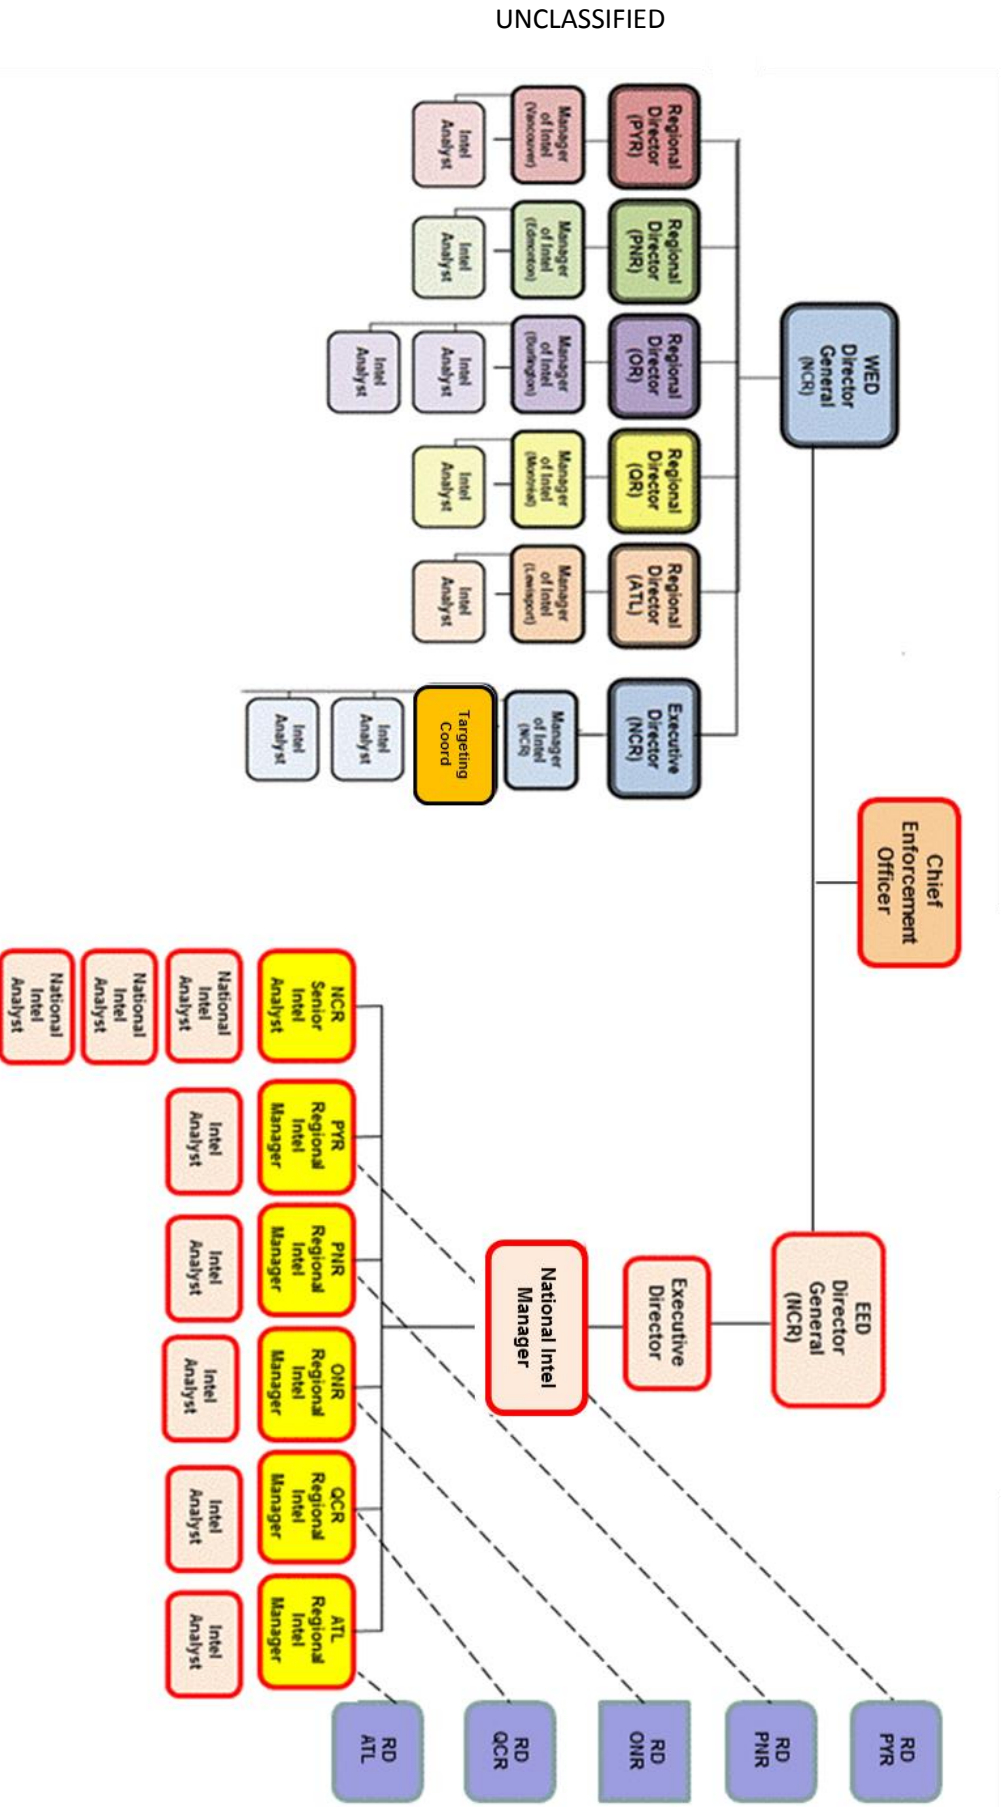 UNCLASSIFIED
Chief
Enforcement
Officer
WED
Director
General
(NCR)
EED
Director
General
(NCR)
Regional
Director
(PYR)
Regional
Director
(PNR)
Regional
Director
(OR)
Regional
Director
(QR)
Regional
Director
(ATL)
Executive
Director
(NCR)
Manager
of Intel
(Vancouver)
Manager
of Intel
(Edmonton)
Manager
of Intel
(Burlington)
Manager
of Intel
(Montréal)
Manager
of Intel
(Lewisport)
Manager
of Intel
(NCR)
Intel
Analyst
Intel
Analyst
Intel
Analyst
Intel
Analyst
Intel
Analyst
Targeting
Coord
Intel
Analyst
Intel
Analyst
Intel
Analyst
Executive
Director
National Intel
Manager
RD
PYR
RD
PNR
RD
ONR
RD
QCR
RD
ATL
NCR
Senior
Intel
Analyst
PYR
Regional
Intel
Manager
PNR
Regional
Intel
Manager
ONR
Regional
Intel
Manager
QCR
Regional
Intel
Manager
ATL
Regional
Intel
Manager
National
Intel
Analyst
Intel
Analyst
Intel
Analyst
Intel
Analyst
Intel
Analyst
Intel
Analyst
National
Intel
Analyst
National
Intel
Analyst